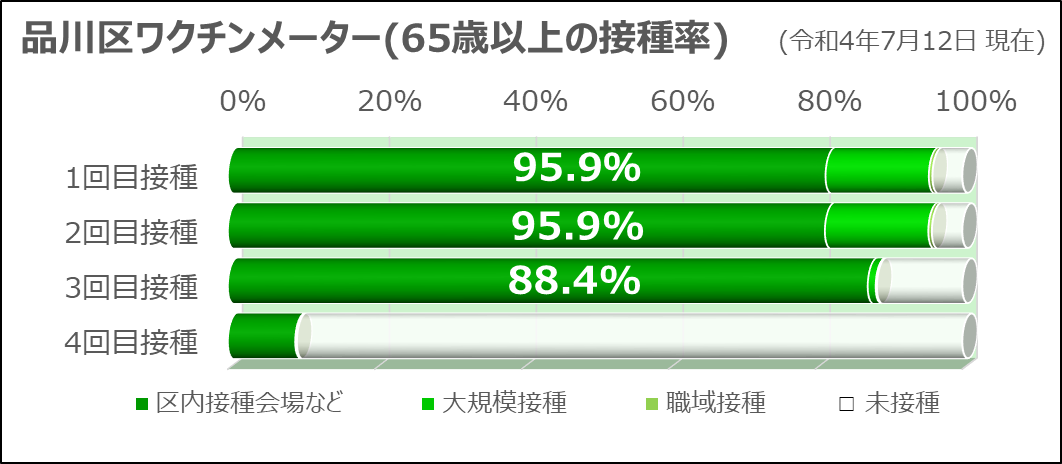 品川区ワクチンメーター(65歳以上の接種率)
(令和4年7月12日 現在)
0% 20% 40% 60% 80% 100%
1回目接種 95.9%
2回目接種 95.9%
3回目接種 88.4%
4回目接種
区内接種会場など 大規模接種 職域接種 未接種